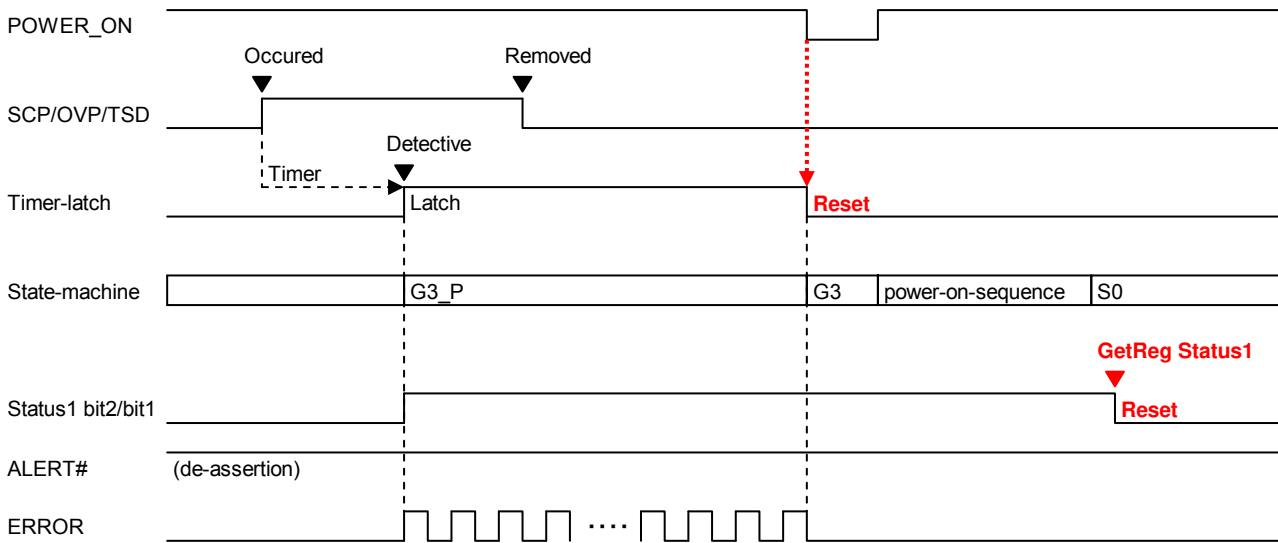 POWER_ON
Occured
Removed
SCP/OVP/TSD
Detective
Timer
Timer-latch
Latch
Reset
State-machine
G3_P
G3
power-on-sequence
S0
GetReg Status1
Status1 bit2/bit1
Reset
ALERT#
(de-assertion)
ERROR
....